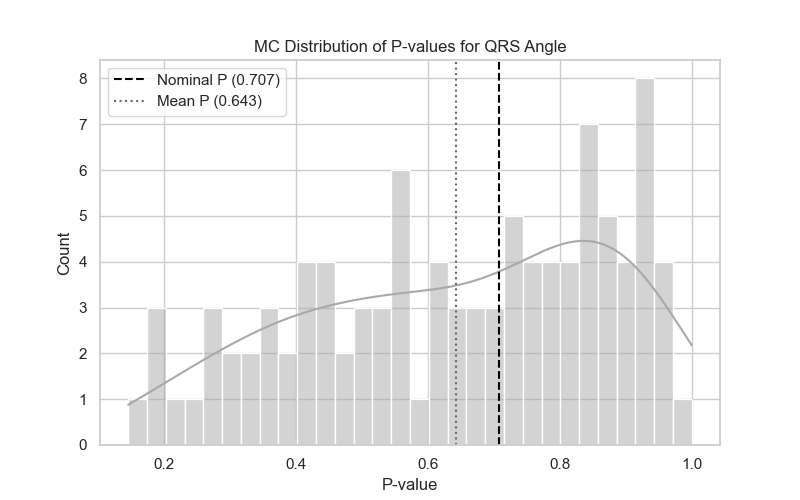 MC Distribution of P-values for QRS Angle
Nominal P (0.707)
Mean P (0.643)
Count
8
7
6
5
4
3
2
1
0
0.2 0.4 0.6 0.8 1.0
P-value